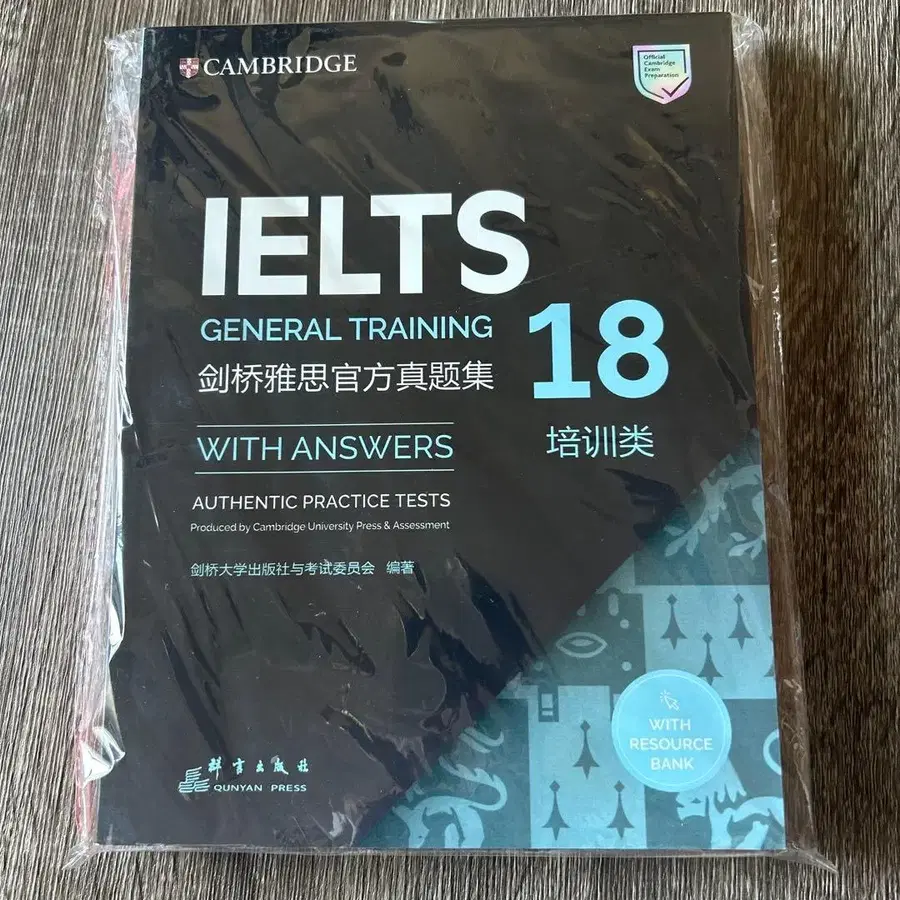 CAMBRIDGE
Official
Cambridge
Exam
Preparation
IELTS
GENERAL TRAINING
18
剑桥雅思官方真题集
培训类
WITH ANSWERS
AUTHENTIC PRACTICE TESTS
Produced by Cambridge University Press & Assessment
剑桥大学出版社与考试委员会 编著
WITH
RESOURCE
BANK
群言出版社
QUNYAN PRESS